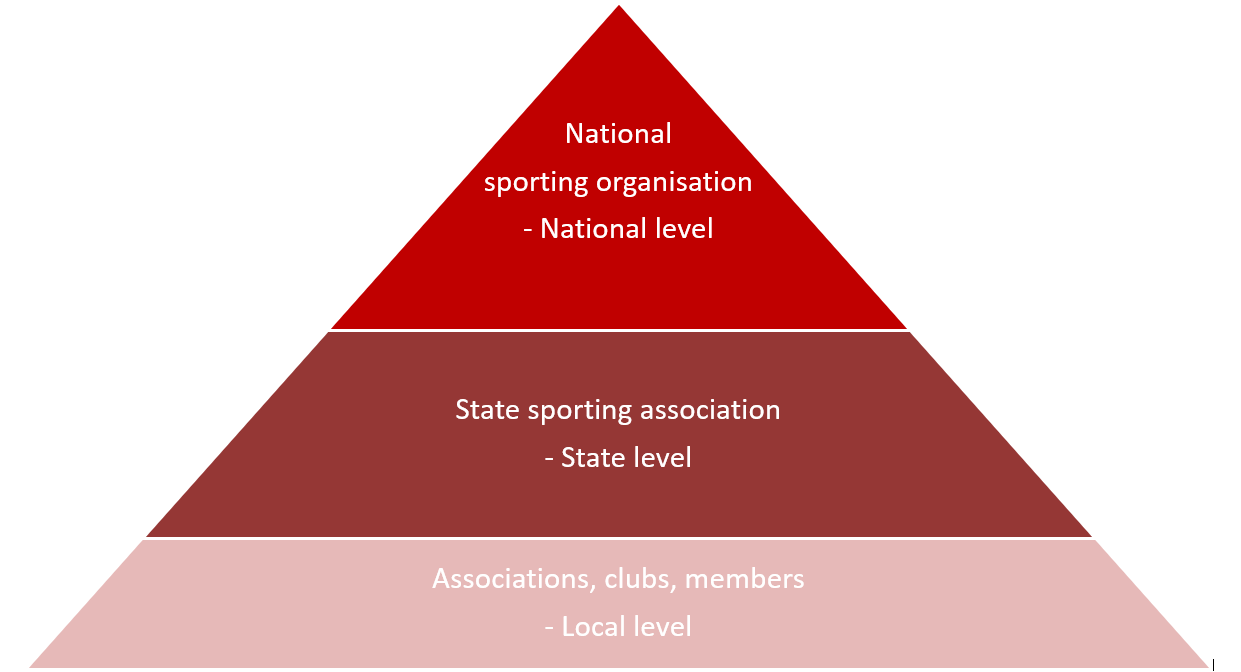 National
sporting organisation
- National level
State sporting association
- State level
Associations, clubs, members
- Local level